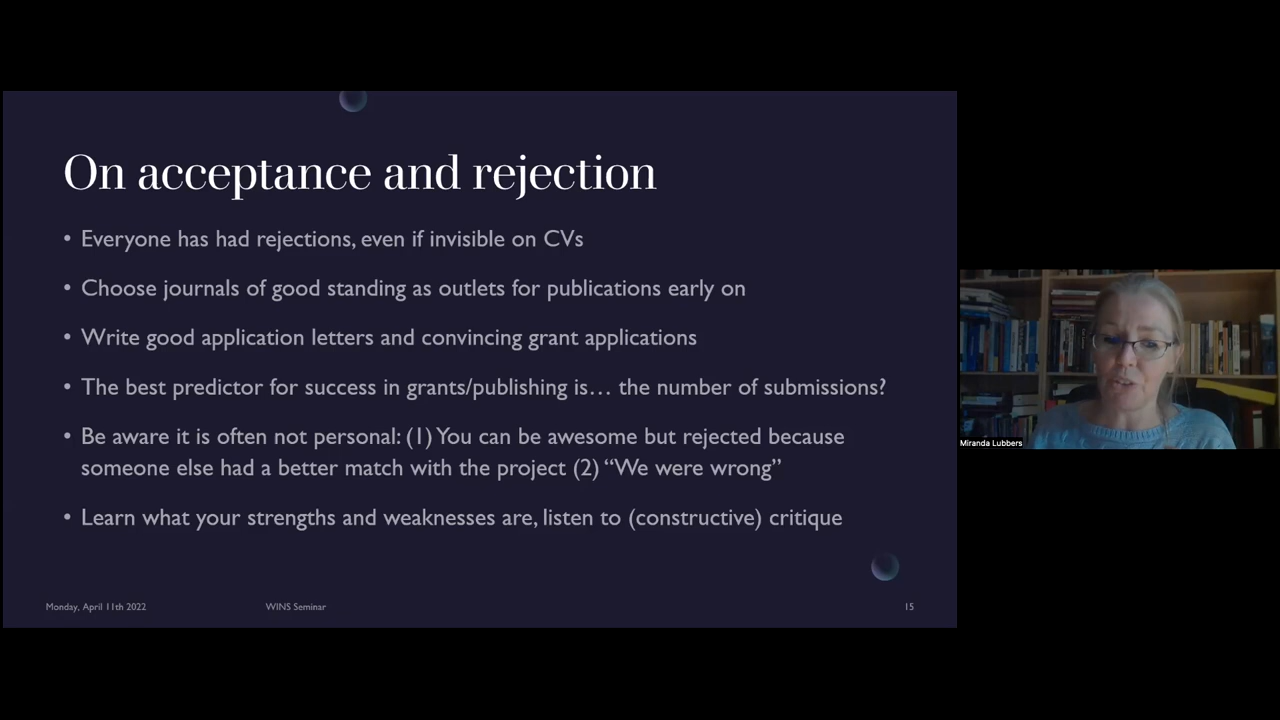 On acceptance and rejection
• Everyone has had rejections, even if invisible on CVs
• Choose journals of good standing as outlets for publications early on
• Write good application letters and convincing grant applications
• The best predictor for success in grants/publishing is… the number of submissions?
• Be aware it is often not personal: (1) You can be awesome but rejected because
someone else had a better match with the project (2) “We were wrong”
• Learn what your strengths and weaknesses are, listen to (constructive) critique
Monday, April 11th 2022
WINS Seminar
15
Miranda Lubbers